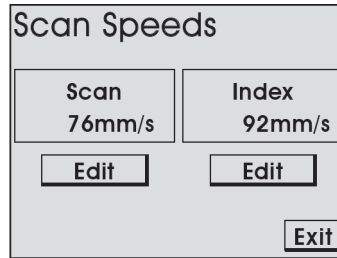 Scan Speeds
Scan Index
76mm/s 92mm/s
Edit Edit
Exit